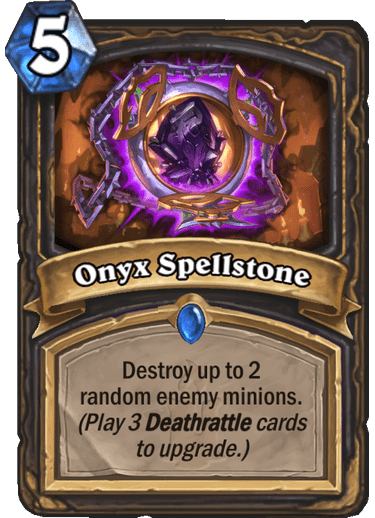 5
Onyx Spellstone
Destroy up to 2
random enemy minions.
(Play 3 Deathrattle cards
to upgrade.)